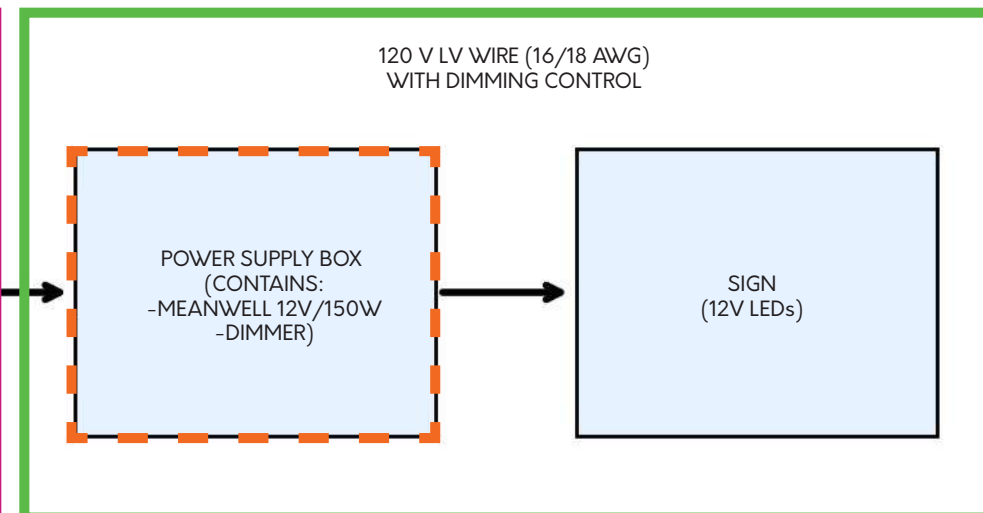 120 V LV WIRE (16/18 AWG)
WITH DIMMING CONTROL
POWER SUPPLY BOX
(CONTAINS:
-MEANWELL 12V/150W
-DIMMER)
SIGN
(12V LEDs)